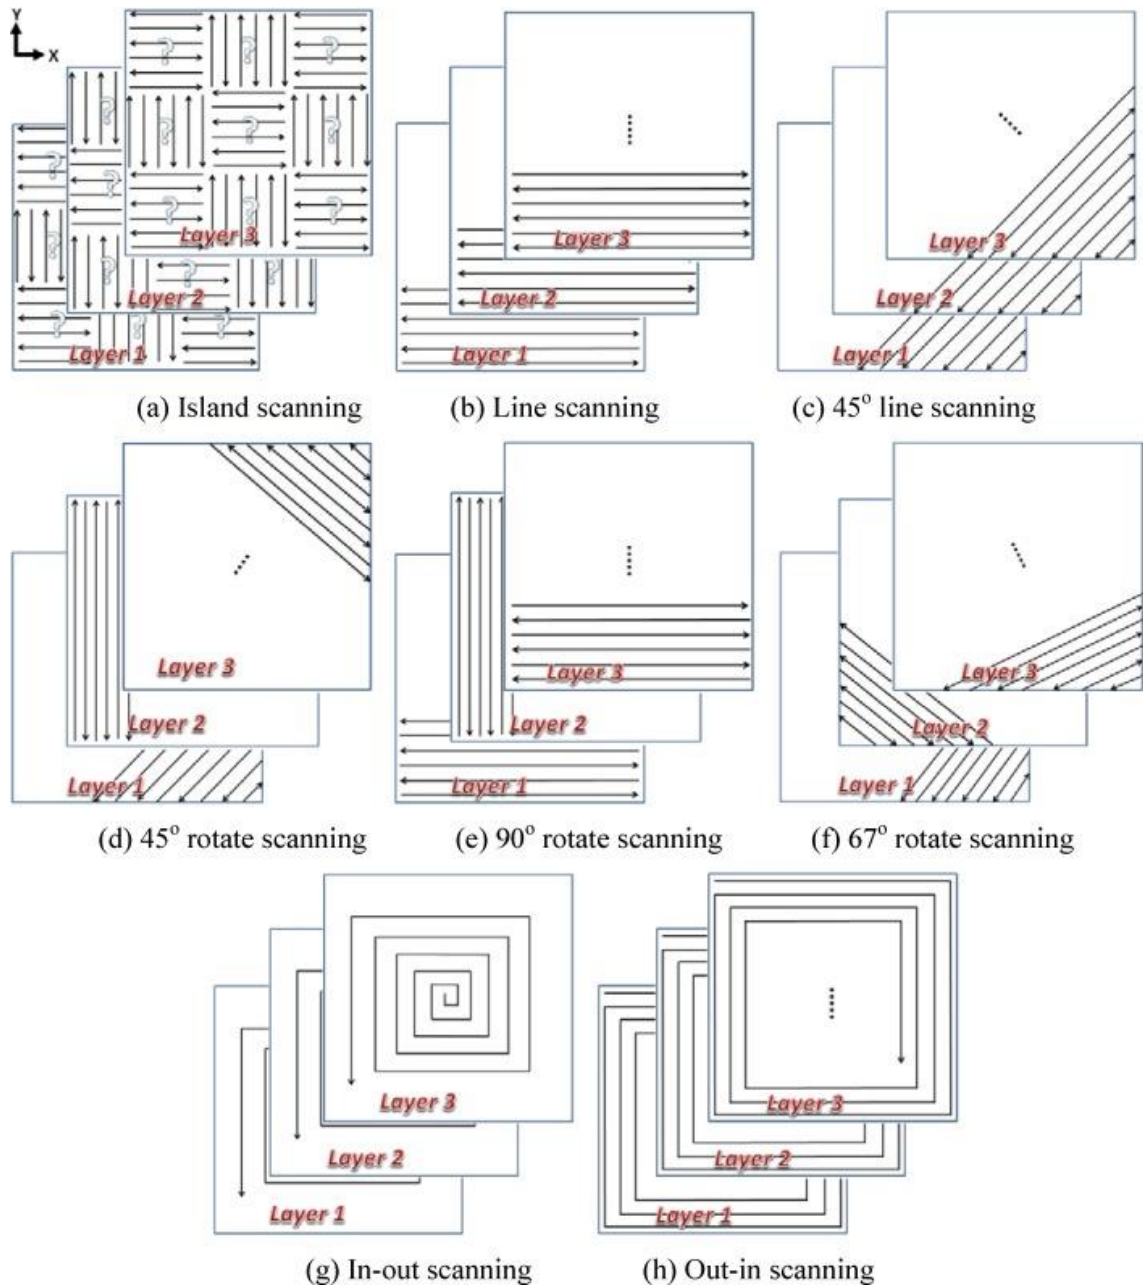 Y
X
? ? ?
? ? ? ?
? ? ? ? ?
? ? ? ?
Layer 3
? ? ?
Layer 2
? ? ?
Layer 1
Layer 3
Layer 2
Layer 1
Layer 3
Layer 2
Layer 1
(a) Island scanning
(b) Line scanning
(c) 45° line scanning
Layer 3
Layer 2
Layer 1
Layer 3
Layer 2
Layer 1
Layer 3
Layer 2
Layer 1
(d) 45° rotate scanning
(e) 90° rotate scanning
(f) 67° rotate scanning
Layer 3
Layer 2
Layer 1
Layer 3
Layer 2
Layer 1
(g) In-out scanning
(h) Out-in scanning